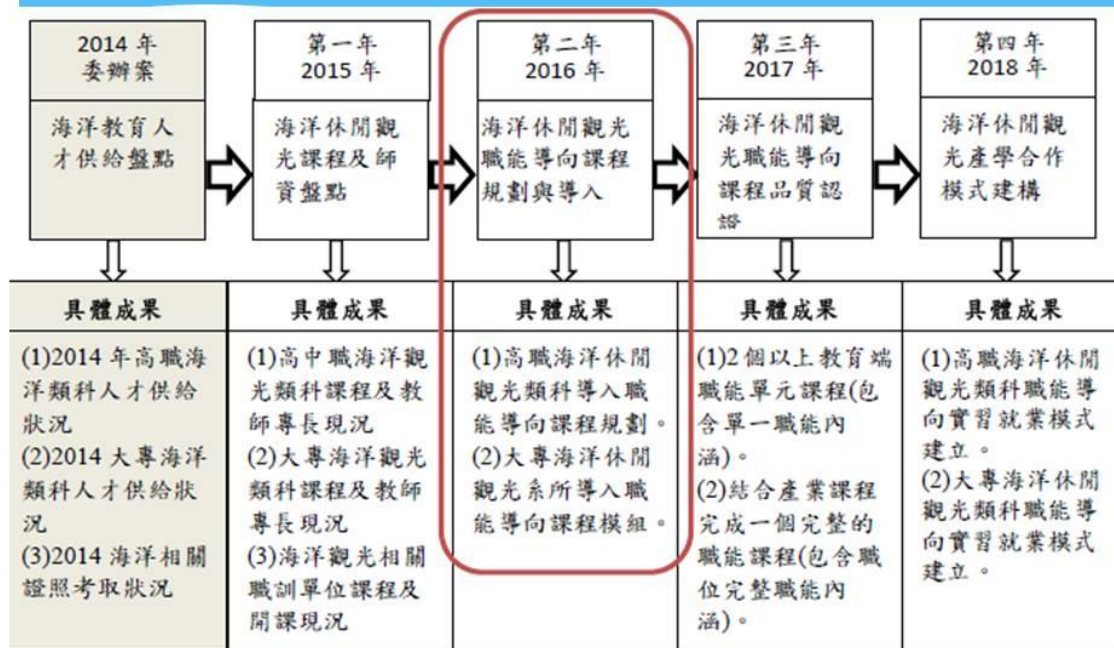 2014 年
委辦案
海洋教育人
才供給盤點
第一年
2015 年
海洋休閒觀
光課程及師
資盤點
第二年
2016 年
海洋休閒觀光
職能導向課程
規劃與導入
第三年
2017 年
海洋休閒觀
光職能導向
課程品質認
證
第四年
2018 年
海洋休閒觀
光產學合作
模式建構
具體成果
(1)2014 年高職海
洋類科人才供給
狀況
(2)2014 大專海洋
類科人才供給狀
況
(3)2014 海洋相關
證照考取狀況
具體成果
(1)高中職海洋觀
光類科課程及教
師專長現況
(2)大專海洋觀光
類科課程及教師
專長現況
(3)海洋觀光相關
職訓單位課程及
開課現況
具體成果
(1)高職海洋休閒
觀光類科導入職
能導向課程規劃。
(2)大專海洋休閒
觀光系所導入職
能導向課程模組。
具體成果
(1)2個以上教育端
職能單元課程(包
含單一職能內
涵)。
(2)結合產業課程
完成一個完整的
職能課程(包含職
位完整職能內
涵)。
具體成果
(1)高職海洋休閒
觀光類科職能導
向實習就業模式
建立。
(2)大專海洋休閒
觀光類科職能導
向實習就業模式
建立。